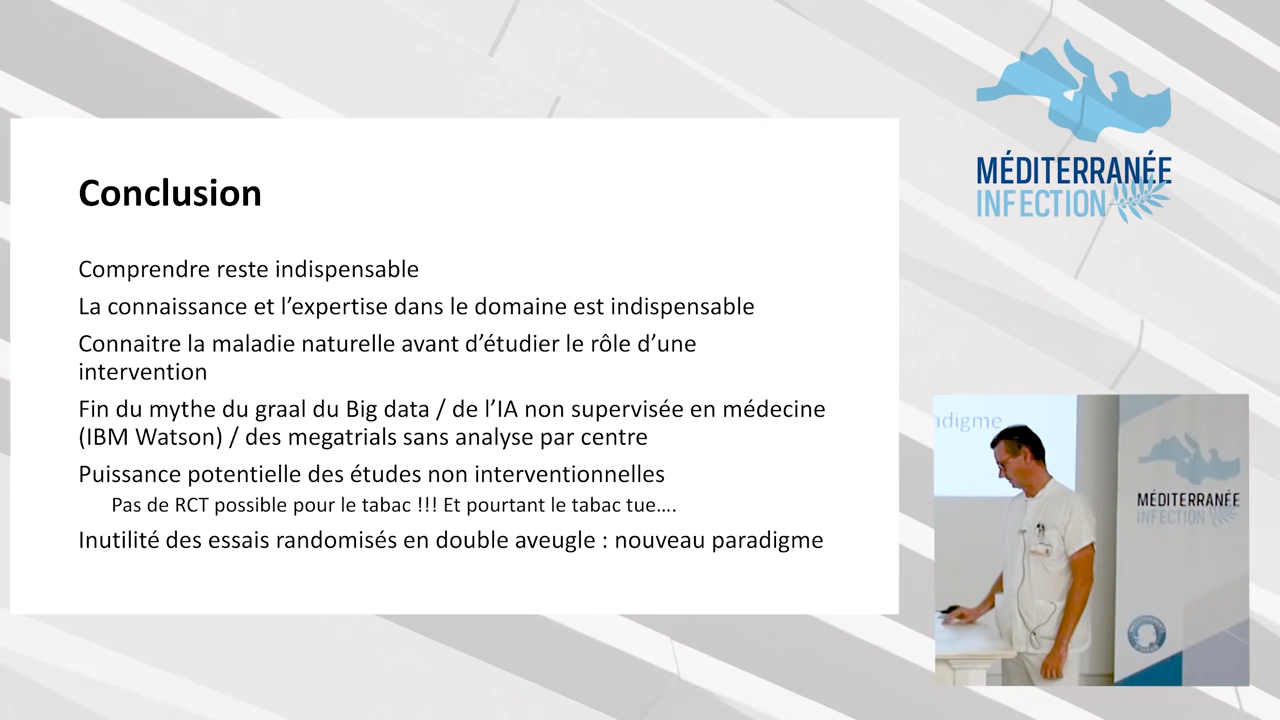 MÉDITERRANÉE
INFECTION
Conclusion
Comprendre reste indispensable
La connaissance et l’expertise dans le domaine est indispensable
Connaitre la maladie naturelle avant d’étudier le rôle d’une
intervention
Fin du mythe du graal du Big data / de l’IA non supervisée en médecine
(IBM Watson) / des megatrials sans analyse par centre
Puissance potentielle des études non interventionnelles
Pas de RCT possible pour le tabac !!! Et pourtant le tabac tue….
Inutilité des essais randomisés en double aveugle : nouveau paradigme
adigme
MÉDITERRANÉE
INFECTION